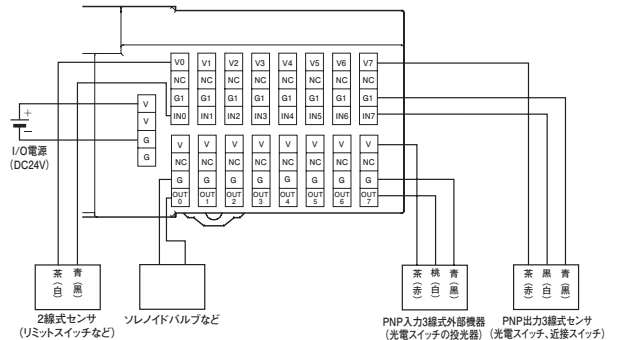 V0 V1 V2 V3 V4 V5 V6 V7
NC NC NC NC NC NC NC NC
G1 G1 G1 G1 G1 G1 G1 G1
IN0 IN1 IN2 IN3 IN4 IN5 IN6 IN7
V
V
G
G
+
−
I/O電源
(DC24V)
V V V V V V V V
NC NC NC NC NC NC NC NC
G G G G G G G G
OUT OUT OUT OUT OUT OUT OUT OUT
0 1 2 3 4 5 6 7
茶(白) 青(黒)
2線式センサ
(リミットスイッチなど)
ソレノイドバルブなど
茶(赤) 桃(白) 青(黒)
PNP入力3線式外部機器
(光電スイッチの投光器)
茶(赤) 黒(白) 青(黒)
PNP出力3線式センサ
(光電スイッチ、近接スイッチ)